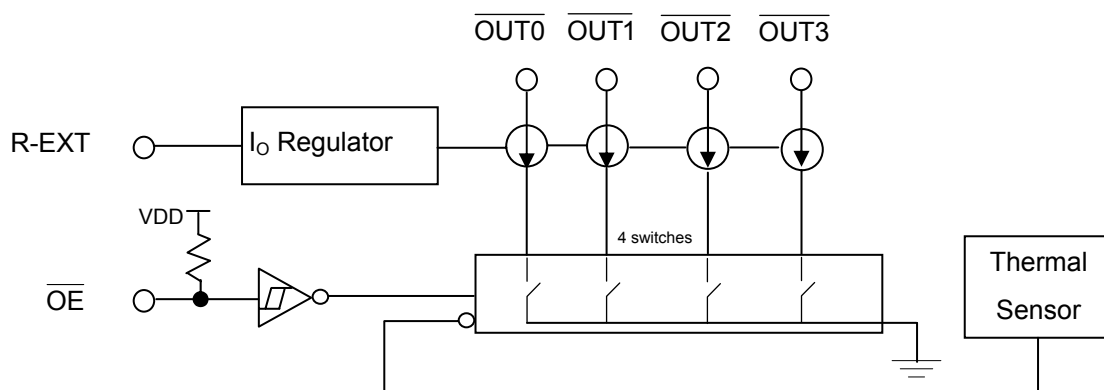 OUT0 OUT1 OUT2 OUT3
R-EXT
IO Regulator
VDD
4 switches
OE
Thermal
Sensor